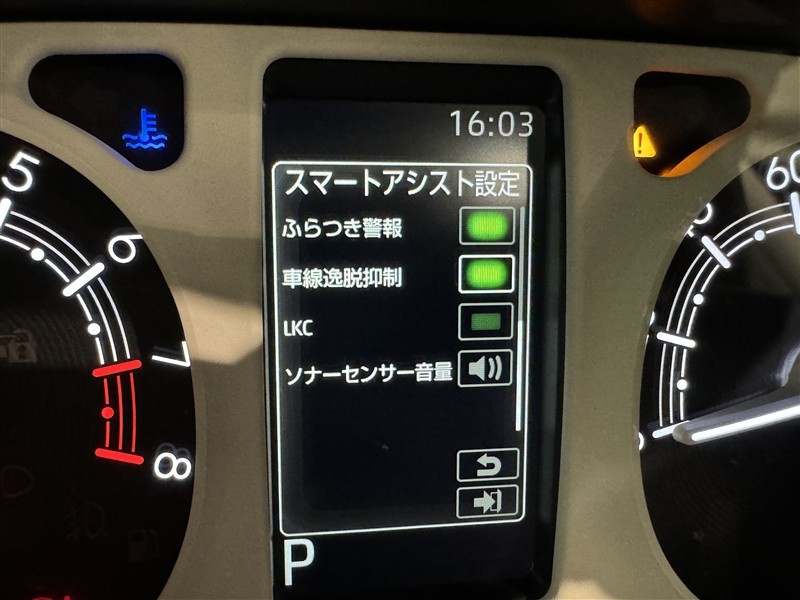 16:03
スマートアシスト設定
ふらつき警報
車線逸脱抑制
LKC
ソナーセンサー音量
P
5
6
7
8
60